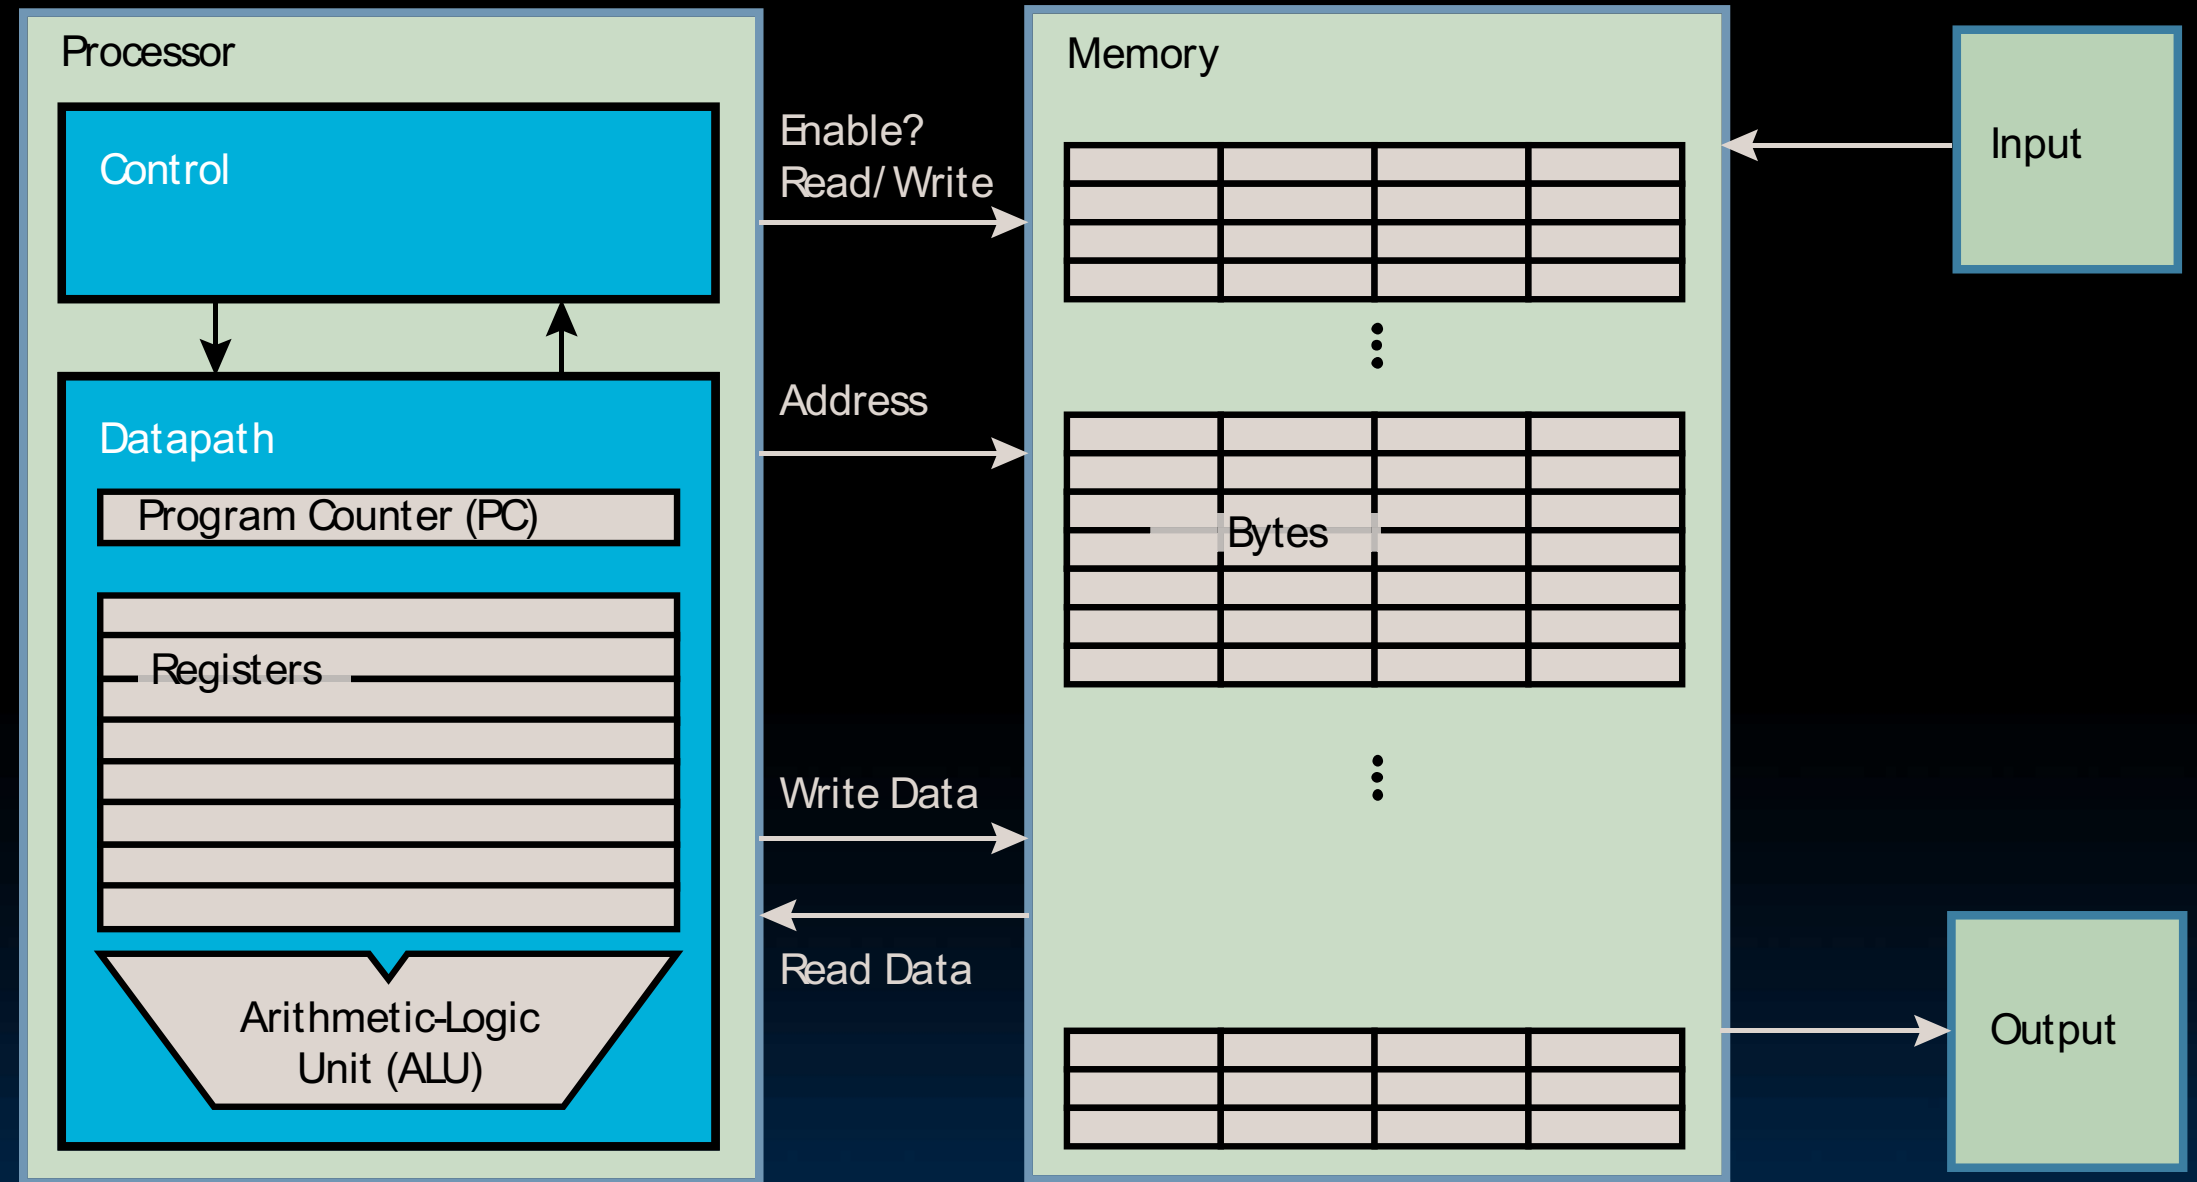 Processor
Control
Datapath
Program Counter (PC)
Registers
Arithmetic-Logic
Unit (ALU)
Enable?
Read/Write
Address
Write Data
Read Data
Memory
Bytes
Input
Output